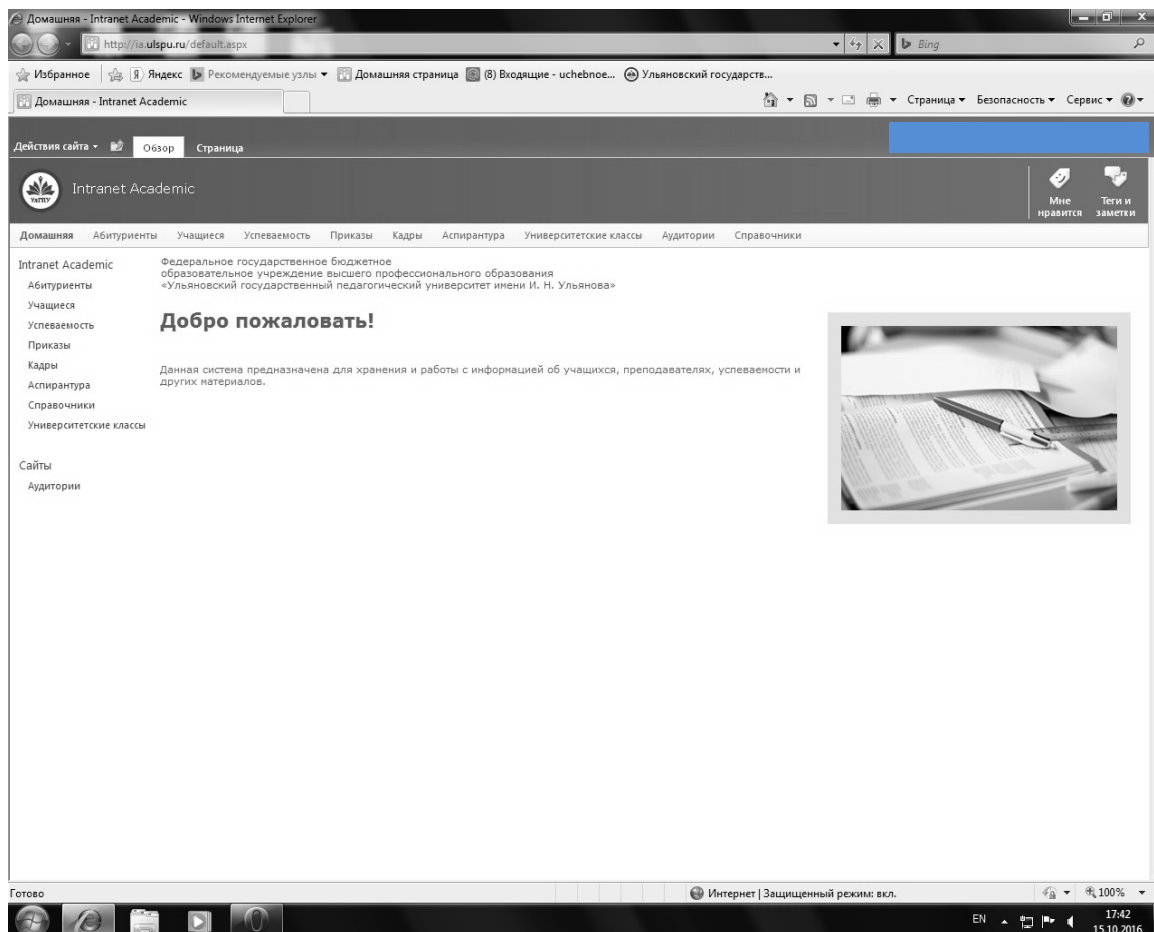 Домашняя - Intranet Academic - Windows Internet Explorer
http://ia.ulspu.ru/default.aspx
Bing
Избранное Яндекс Рекомендуемые узлы Домашняя страница (8) Входящие - uchebnoe... Ульяновский государств...
Домашняя - Intranet Academic
Страница Безопасность Сервис
Действия сайта Обзор Страница
УлГПУ
Intranet Academic
Мне нравится
Теги и заметки
Домашняя Абитуриенты Учащиеся Успеваемость Приказы Кадры Аспирантура Университетские классы Аудитории Справочники
Intranet Academic
Абитуриенты
Учащиеся
Успеваемость
Приказы
Кадры
Аспирантура
Справочники
Университетские классы
Сайты
Аудитории
Федеральное государственное бюджетное
образовательное учреждение высшего профессионального образования
«Ульяновский государственный педагогический университет имени И. Н. Ульянова»
Добро пожаловать!
Данная система предназначена для хранения и работы с информацией об учащихся, преподавателях, успеваемости и
других материалов.
Готово
Интернет | Защищенный режим: вкл.
100%
EN
17:42
15.10.2016